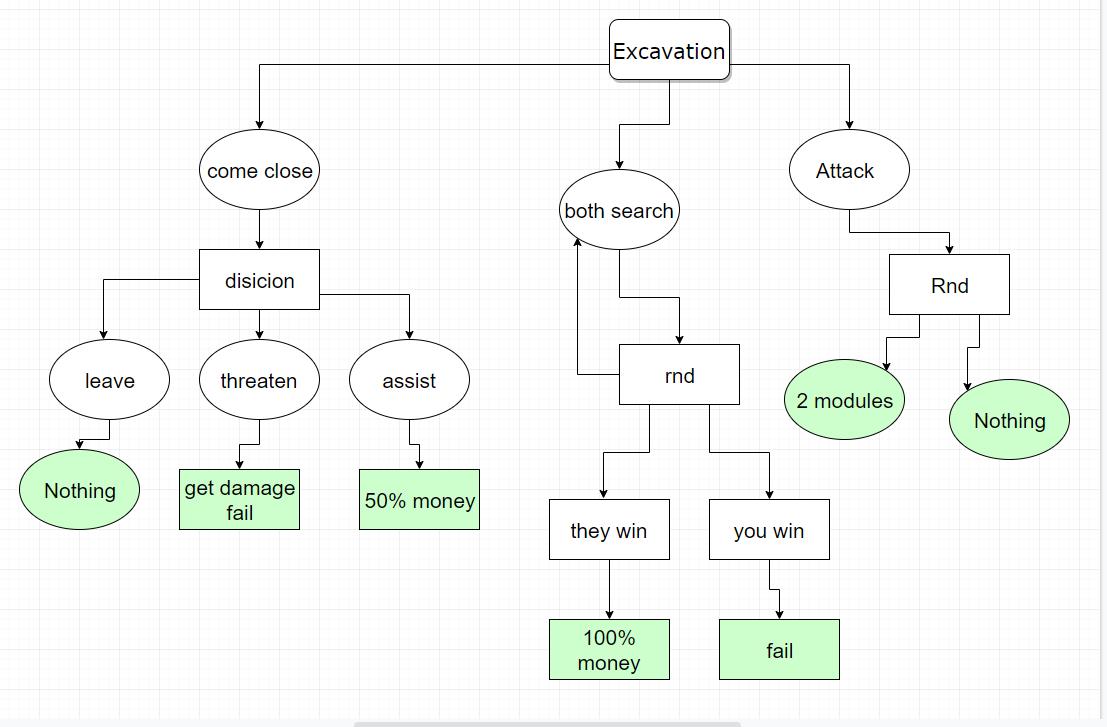 Excavation
come close
both search
Attack
disicion
Rnd
leave
threaten
assist
rnd
2 modules
Nothing
Nothing
get damage
fail
50% money
they win
you win
100%
money
fail